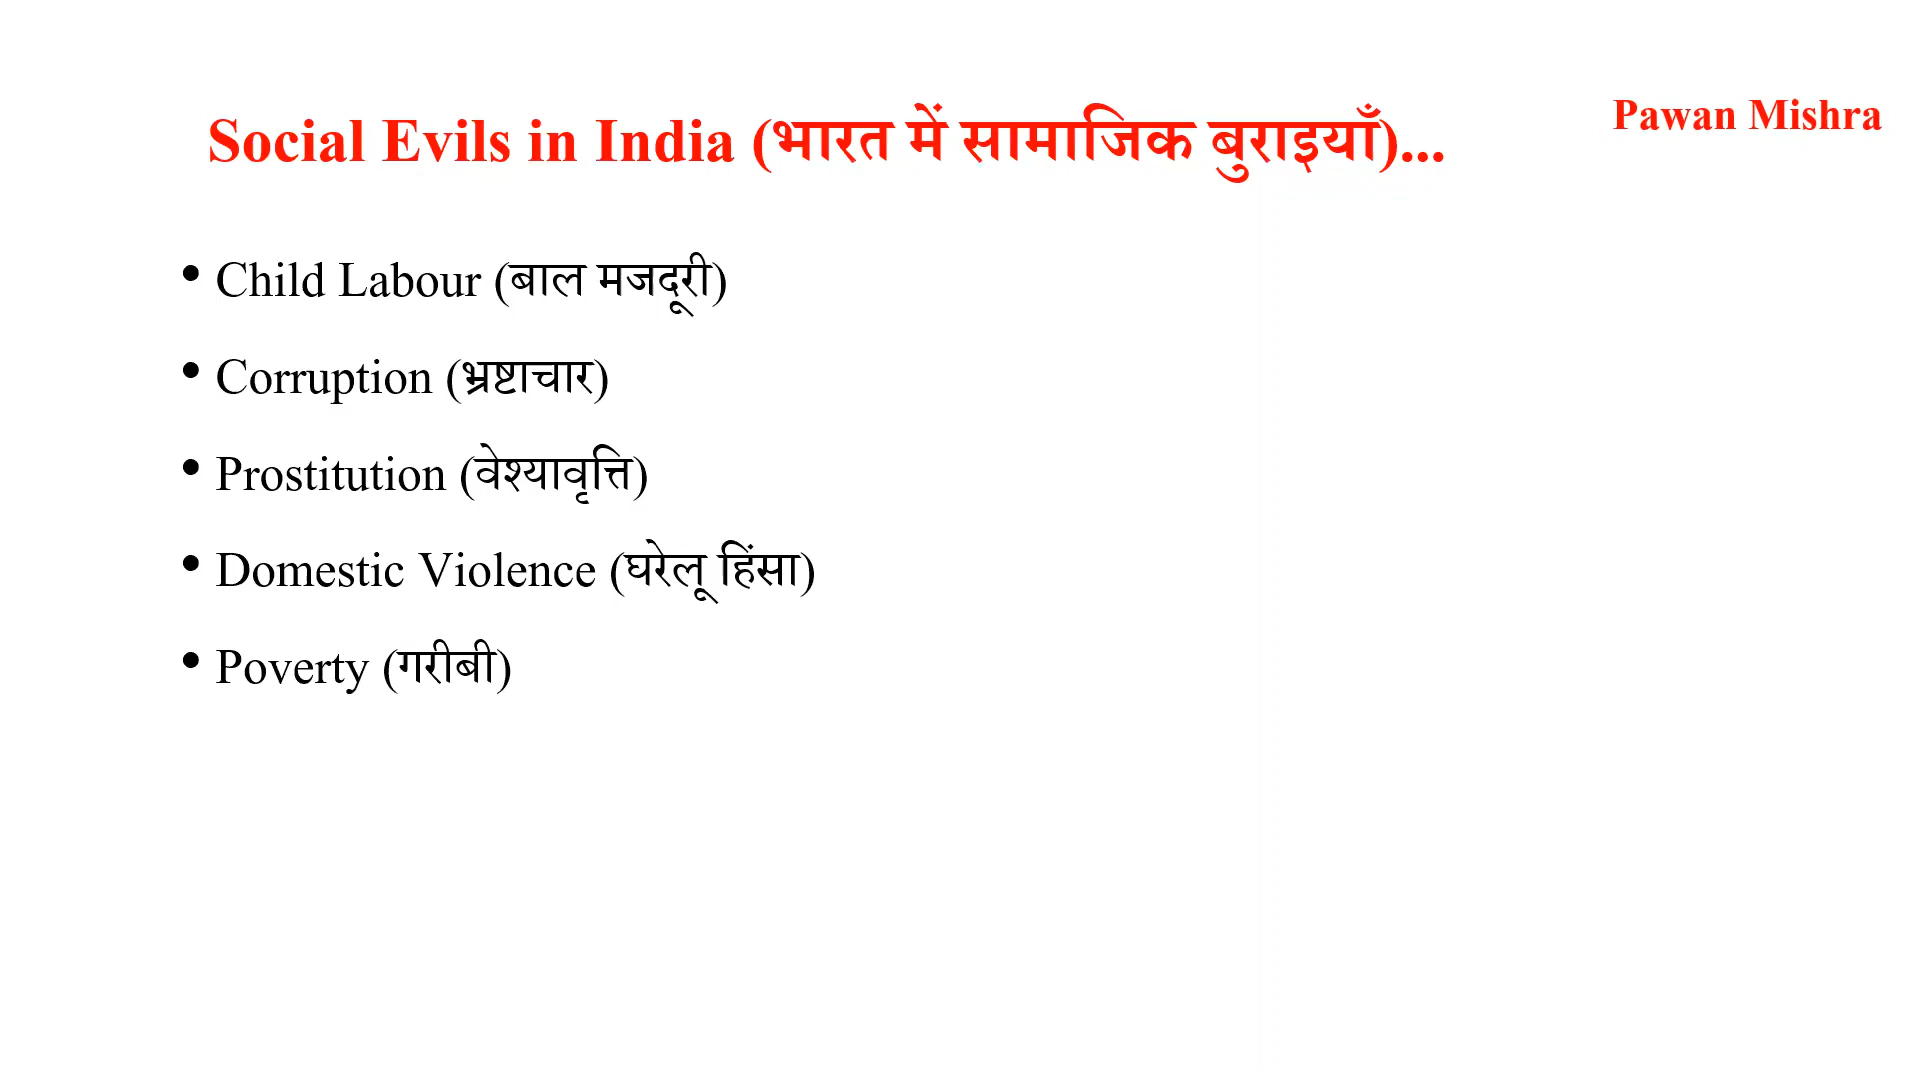 Social Evils in India (भारत में सामाजिक बुराइयाँ)...
Pawan Mishra
• Child Labour (बाल मजदूरी)
• Corruption (भ्रष्टाचार)
• Prostitution (वेश्यावृत्ति)
• Domestic Violence (घरेलू हिंसा)
• Poverty (गरीबी)